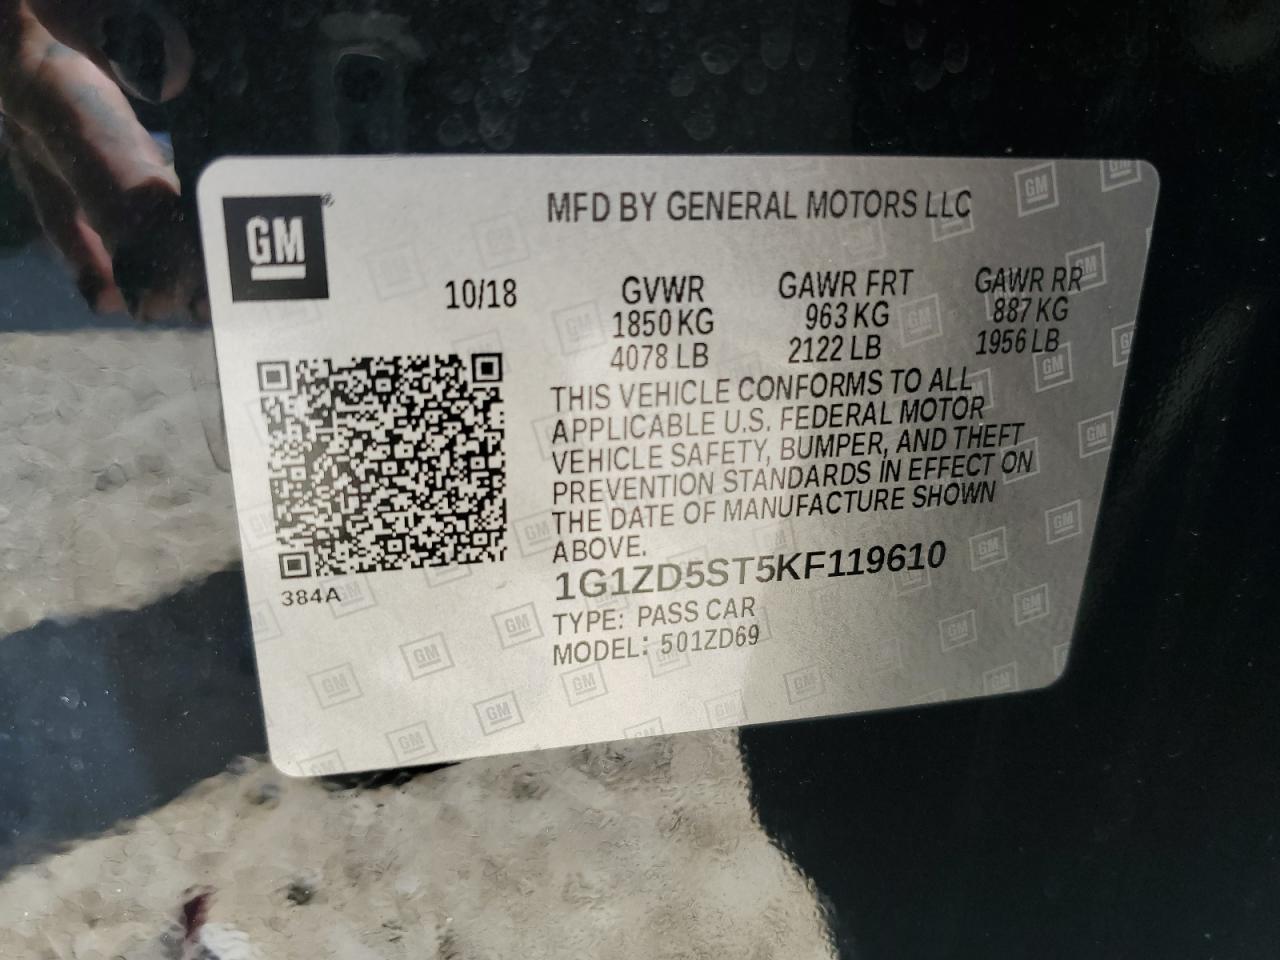 GM
MFD BY GENERAL MOTORS LLC
10/18
GVWR GAWR FRT GAWR RR
1850 KG 963 KG 887 KG
4078 LB 2122 LB 1956 LB
THIS VEHICLE CONFORMS TO ALL
APPLICABLE U.S. FEDERAL MOTOR
VEHICLE SAFETY, BUMPER, AND THEFT
PREVENTION STANDARDS IN EFFECT ON
THE DATE OF MANUFACTURE SHOWN
ABOVE.
1G1ZD5ST5KF119610
TYPE: PASS CAR
MODEL: 501ZD69
384A